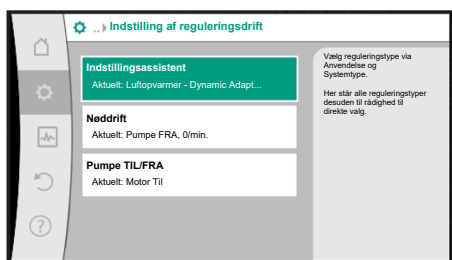 ..▸ Indstilling af reguleringsdrift
Indstillingsassistent
Aktuelt: Luftopvarmer - Dynamic Adapt...
Nøddrift
Aktuelt: Pumpe FRA, 0/min.
Pumpe TIL/FRA
Aktuelt: Motor Til
Vælg reguleringstype via
Anvendelse og
Systemtype.
Her står alle reguleringstyper
desuden til rådighed til
direkte valg.
?